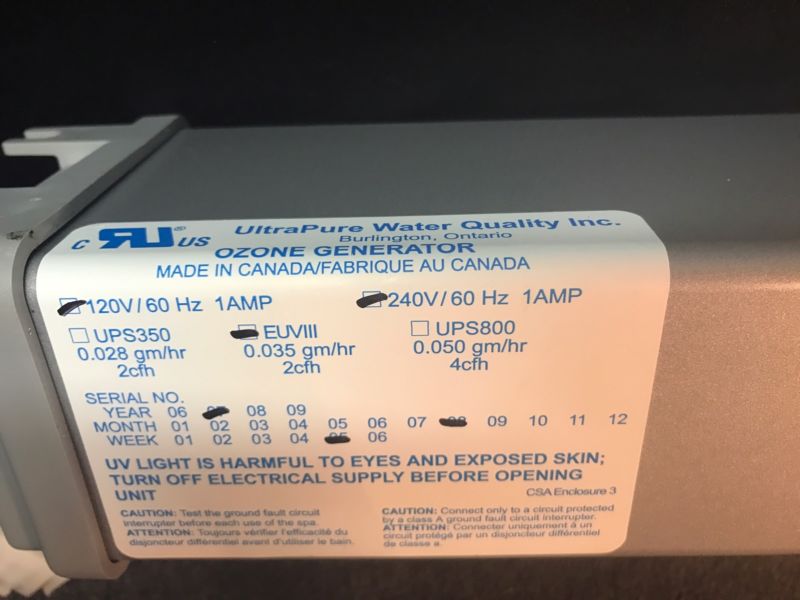 c RU ® US
UltraPure Water Quality Inc.
Burlington, Ontario
OZONE GENERATOR
MADE IN CANADA/FABRIQUE AU CANADA
120V/60 Hz 1AMP 240V/60 Hz 1AMP
UPS350 EUVIII UPS800
0.028 gm/hr 0.035 gm/hr 0.050 gm/hr
2cfh 2cfh 4cfh
SERIAL NO.
YEAR 06 08 09
MONTH 01 02 03 04 05 06 07 09 10 11 12
WEEK 01 02 03 04 06
UV LIGHT IS HARMFUL TO EYES AND EXPOSED SKIN;
TURN OFF ELECTRICAL SUPPLY BEFORE OPENING
UNIT
CSA Enclosure 3
CAUTION: Test the ground fault circuit
interrupter before each use of the spa.
ATTENTION: Toujours vérifier l'efficacité du
disjoncteur différentiel avant d'utiliser le bain.
CAUTION: Connect only to a circuit protected
by a class A ground fault circuit interrupter.
ATTENTION: Connecter uniquement à un
circuit protégé par un disjoncteur différentiel
de classe a.